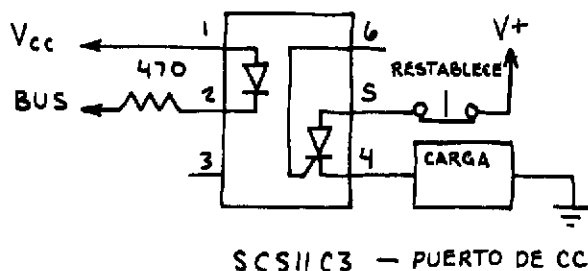 1
6
V+
Vcc
470
RESTABLECE
BUS
2
5
3
4
CARGA
SCS11C3 — PUERTO DE CC